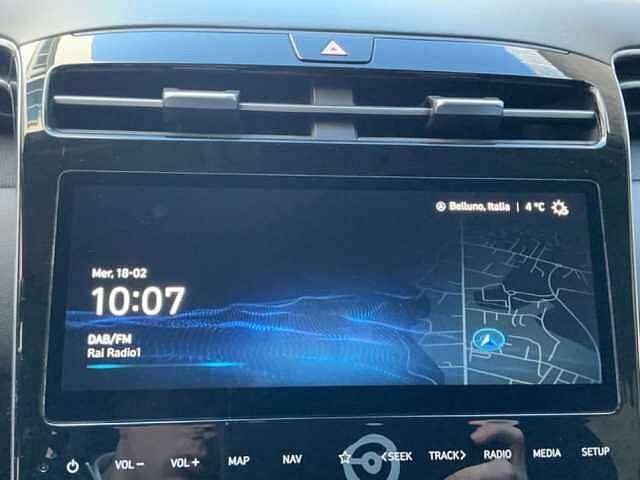 Belluno, Italia | 4 °C
Mer, 18-02
10:07
DAB/FM
Rai Radio1
VOL− VOL+ MAP NAV ☆ <SEEK TRACK> RADIO MEDIA SETUP